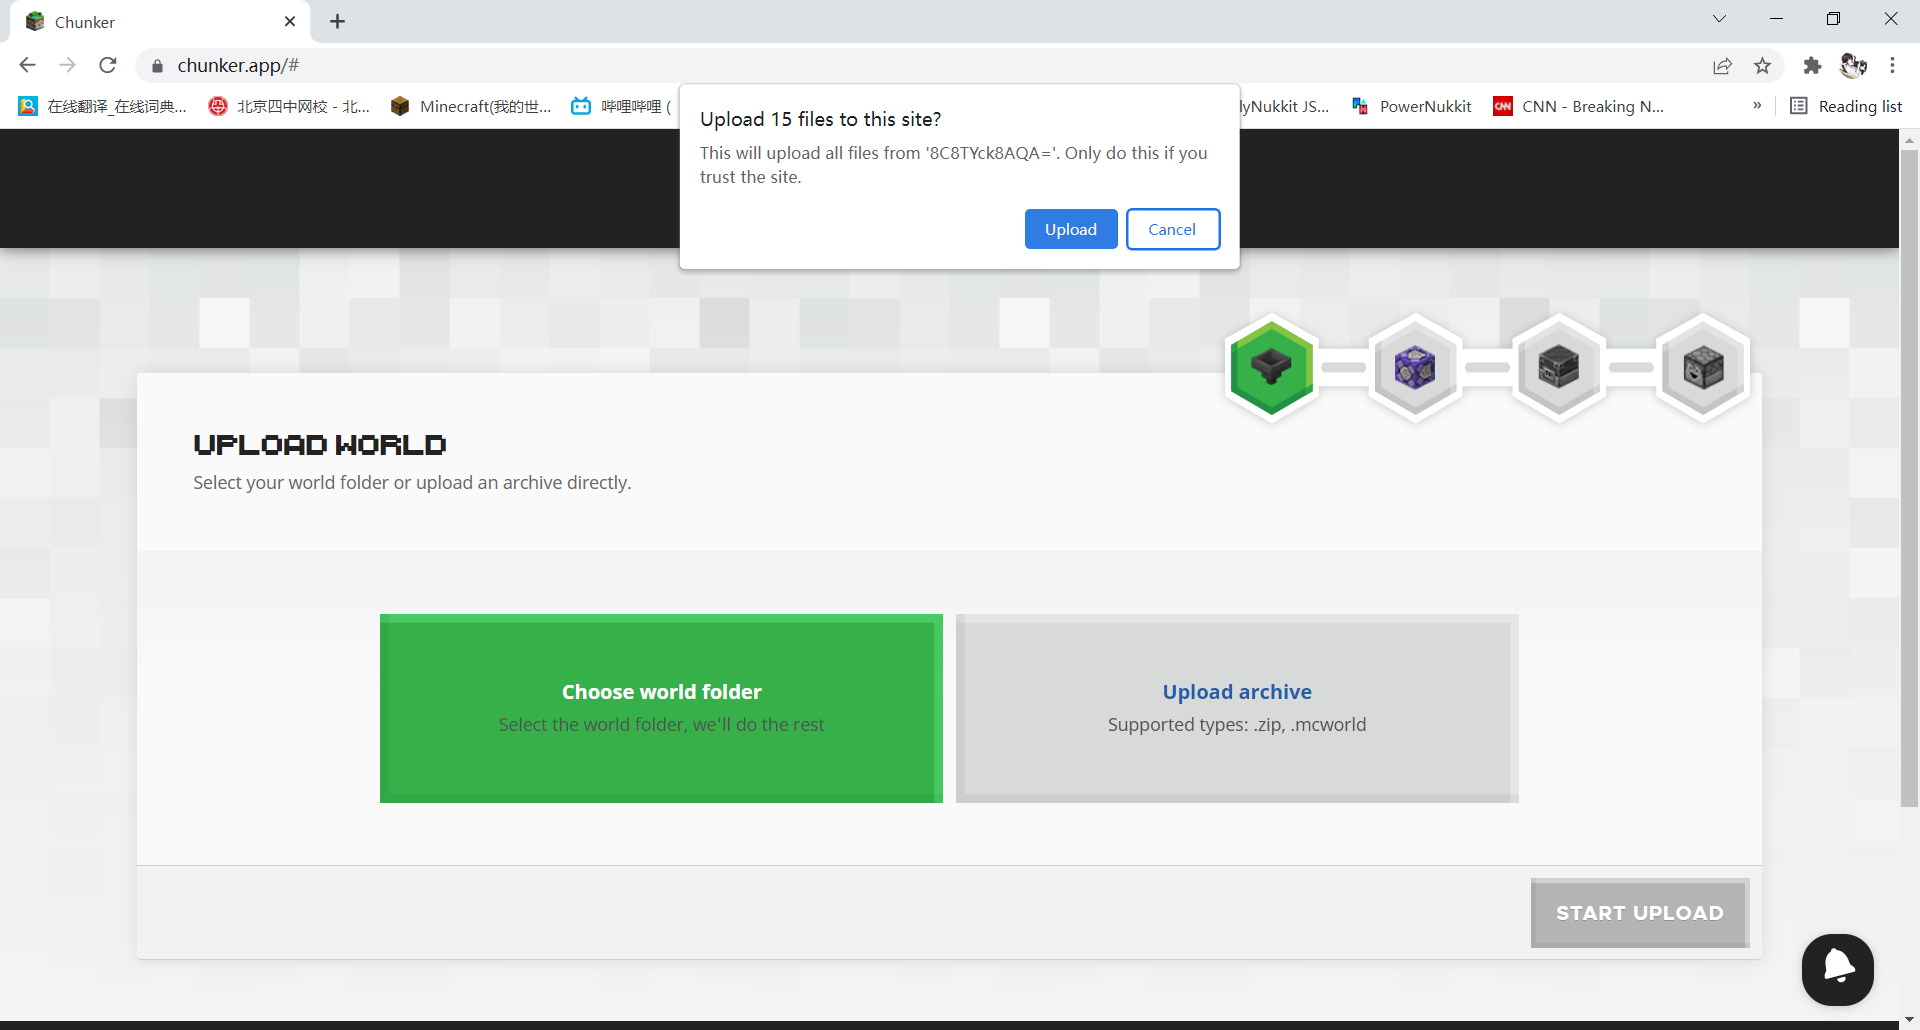 Chunker
chunker.app/#
在线翻译_在线词典...
北京四中网校 - 北...
Minecraft(我的世...
哔哩哔哩 (
lyNukkit JS...
PowerNukkit
CNN
CNN - Breaking N...
»
Reading list
Upload 15 files to this site?
This will upload all files from '8C8TYck8AQA='. Only do this if you
trust the site.
Upload
Cancel
UPLOAD WORLD
Select your world folder or upload an archive directly.
Choose world folder
Select the world folder, we'll do the rest
Upload archive
Supported types: .zip, .mcworld
START UPLOAD